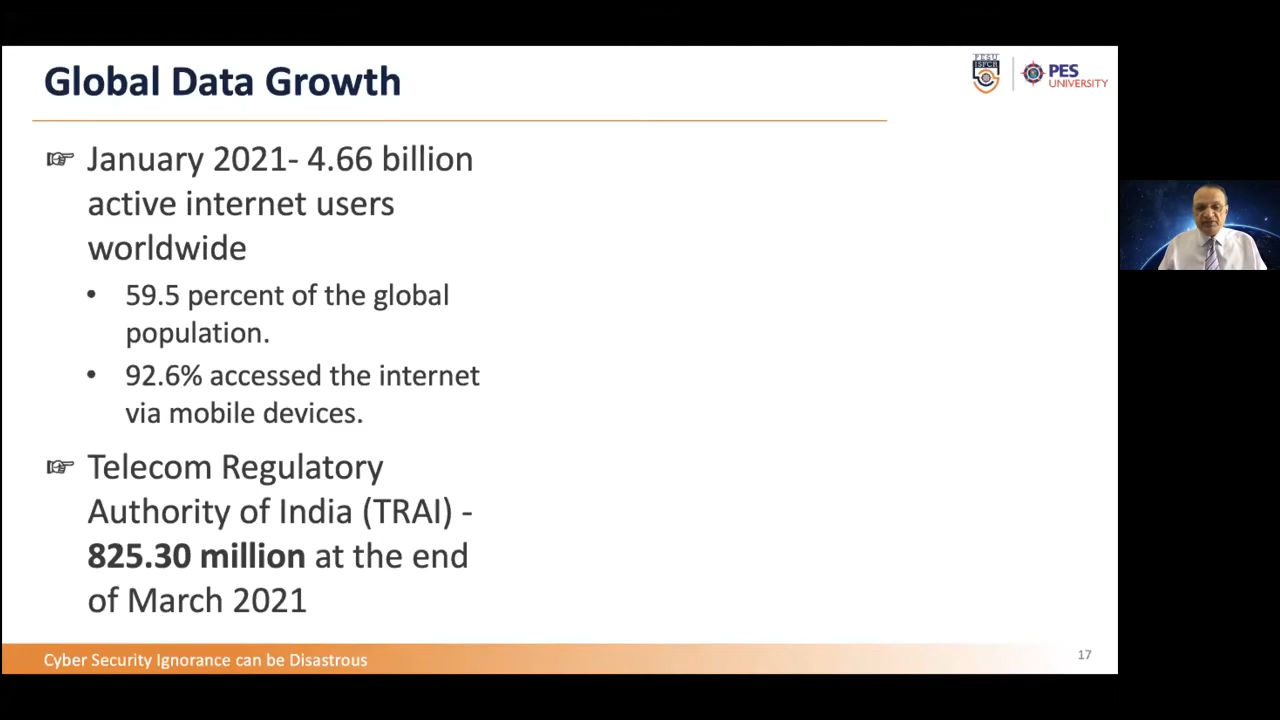 Global Data Growth
PESU
ISFCR
PES
UNIVERSITY
☞ January 2021- 4.66 billion
active internet users
worldwide
• 59.5 percent of the global
population.
• 92.6% accessed the internet
via mobile devices.
☞ Telecom Regulatory
Authority of India (TRAI) -
825.30 million at the end
of March 2021
Cyber Security Ignorance can be Disastrous
17